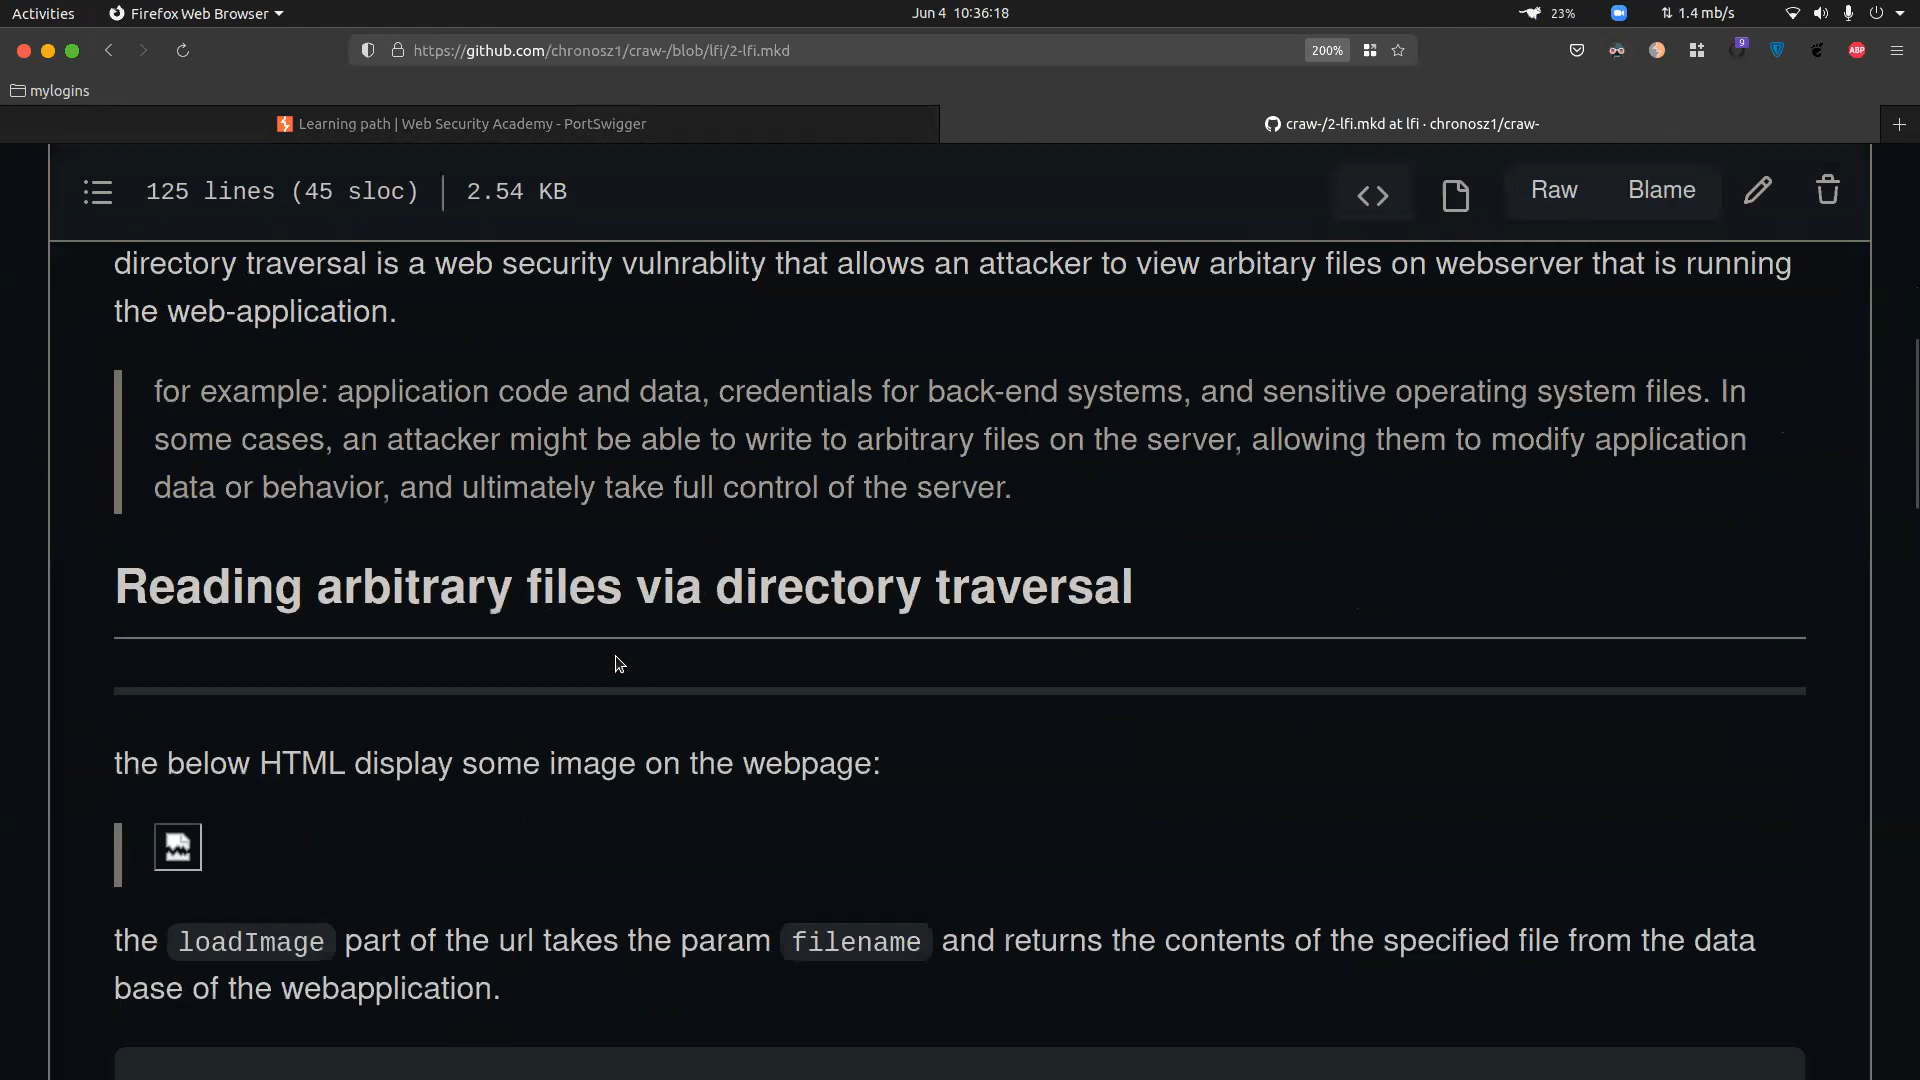 Activities Firefox Web Browser Jun 4 10:36:18 23% 1.4 mb/s
https://github.com/chronosz1/craw-/blob/lfi/2-lfi.mkd 200% 9 ABP
mylogins
Learning path | Web Security Academy - PortSwigger craw-/2-lfi.mkd at lfi · chronosz1/craw-
125 lines (45 sloc) 2.54 KB Raw Blame
directory traversal is a web security vulnrablity that allows an attacker to view arbitary files on webserver that is running
the web-application.
for example: application code and data, credentials for back-end systems, and sensitive operating system files. In
some cases, an attacker might be able to write to arbitrary files on the server, allowing them to modify application
data or behavior, and ultimately take full control of the server.
Reading arbitrary files via directory traversal
the below HTML display some image on the webpage:
the loadImage part of the url takes the param filename and returns the contents of the specified file from the data
base of the webapplication.